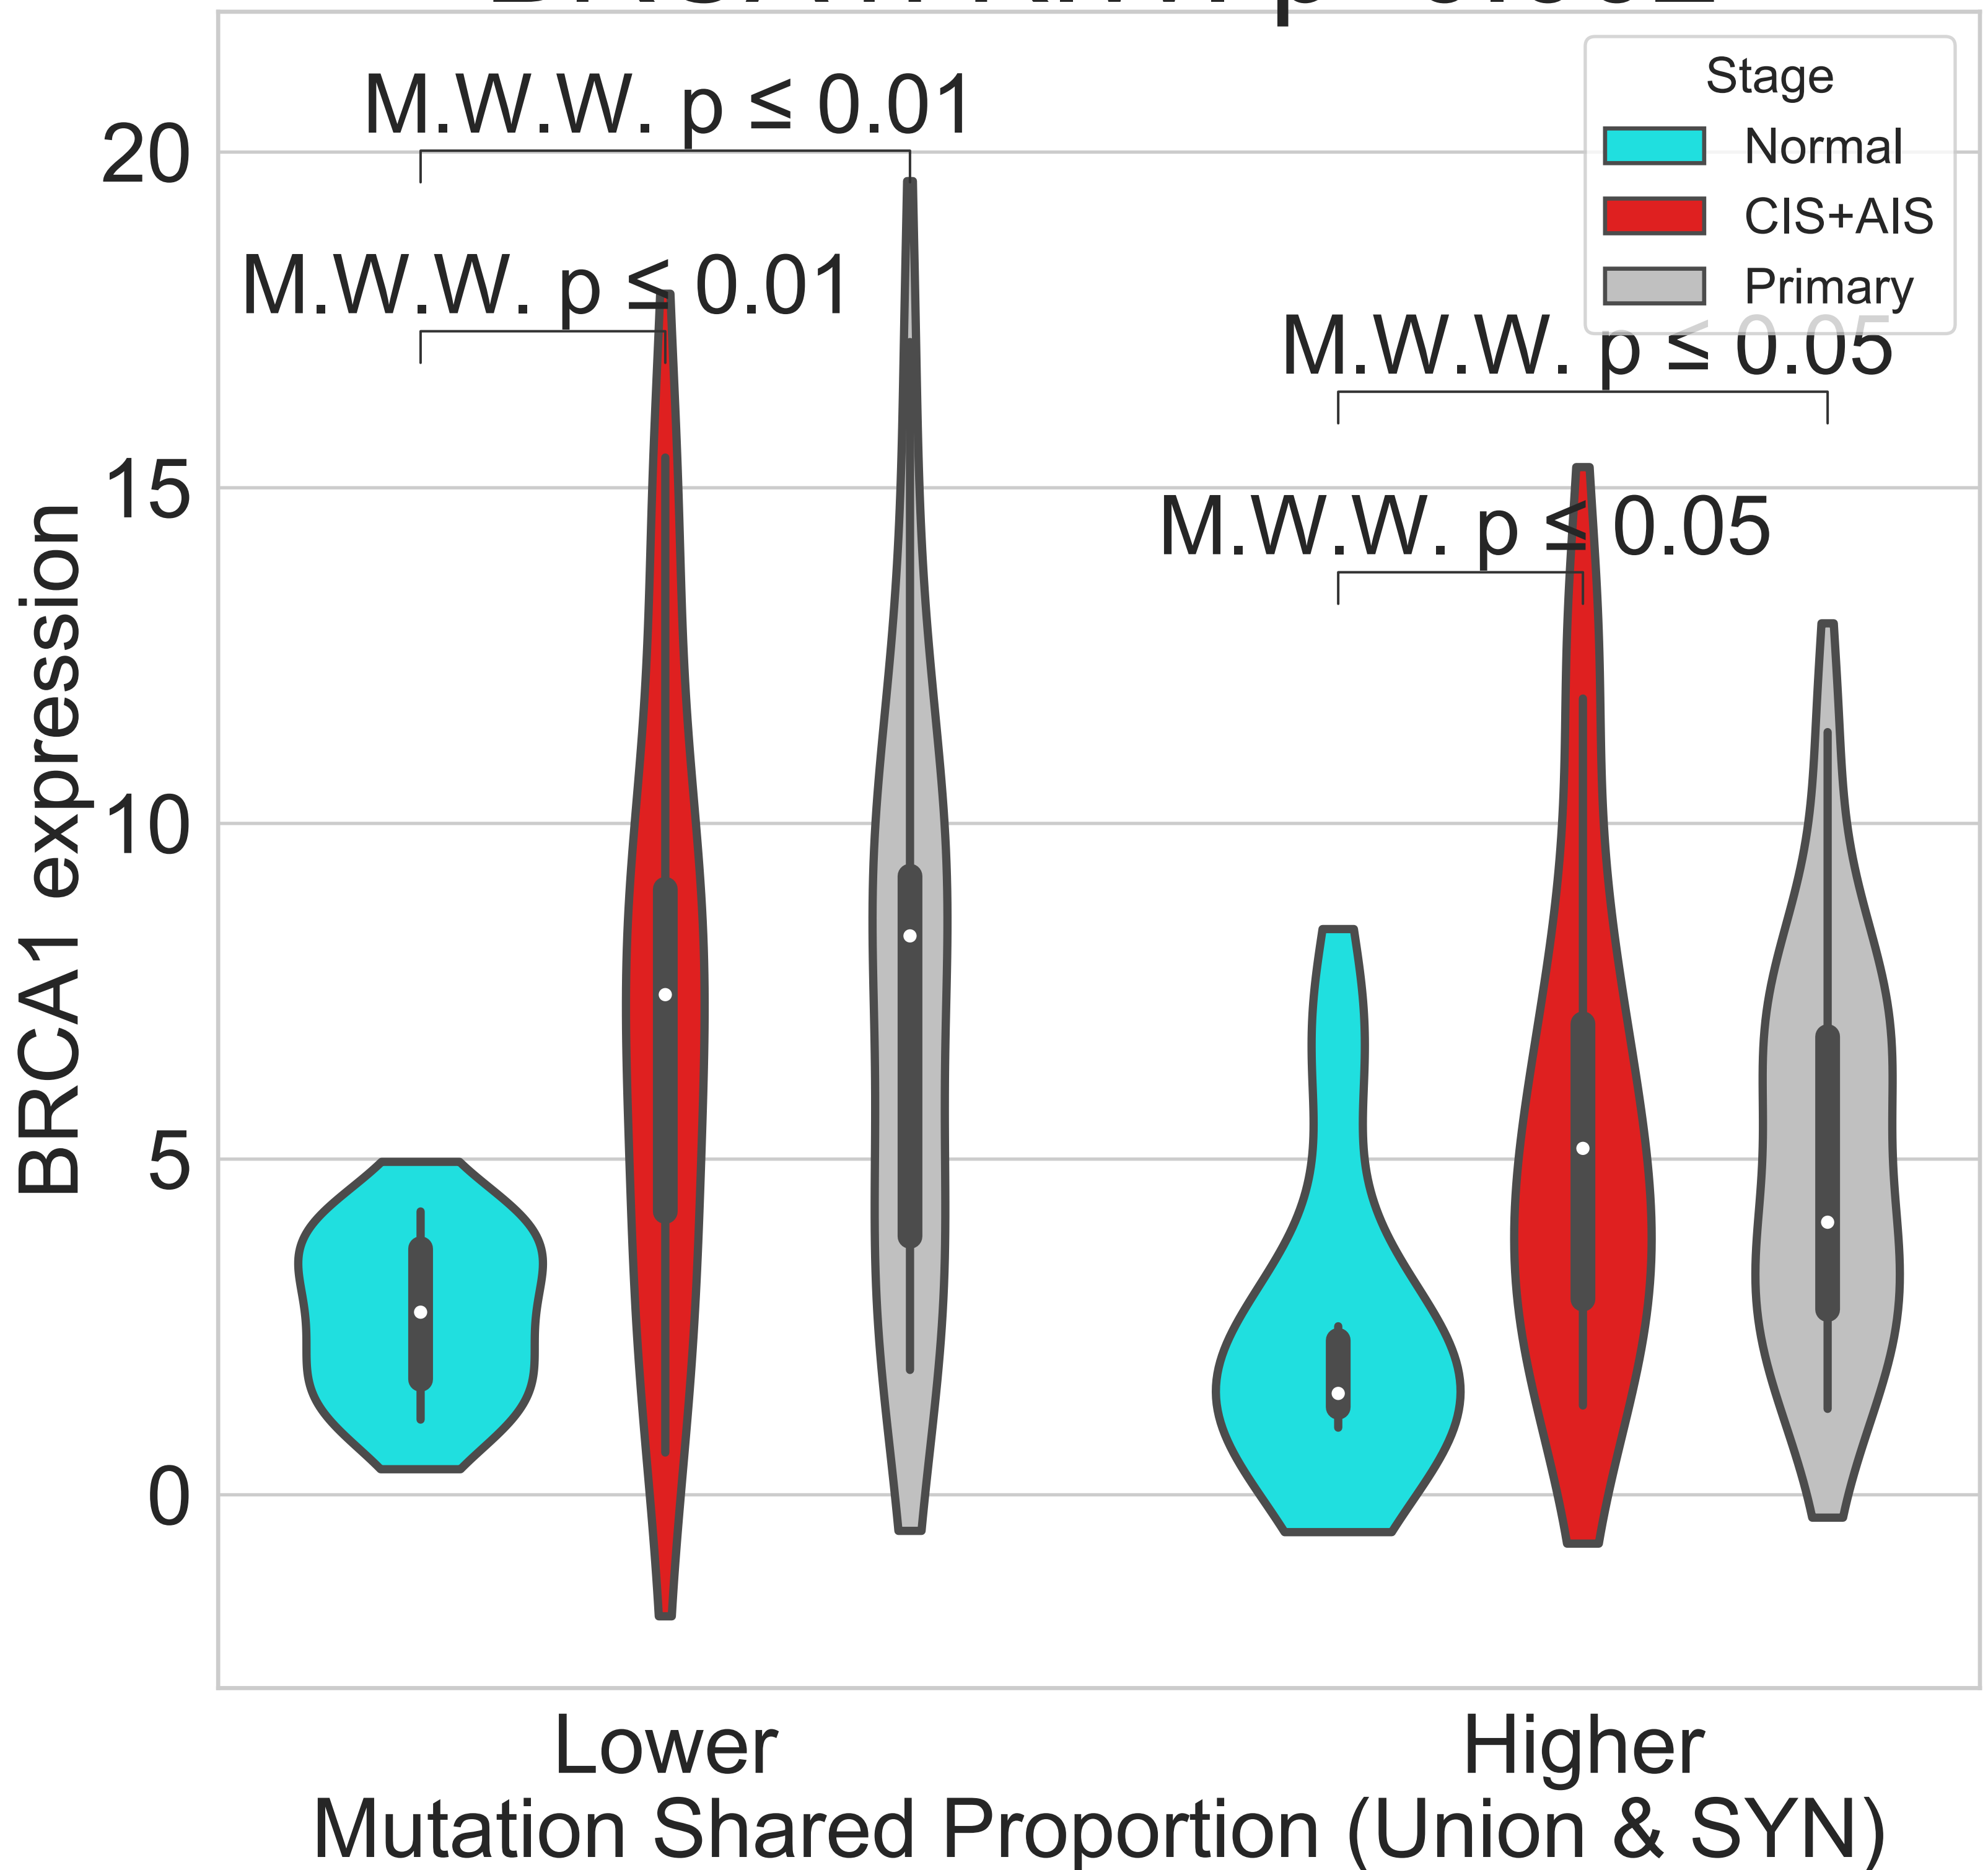 M.W.W. p ≤ 0.01
M.W.W. p ≤ 0.01
M.W.W. p ≤ 0.05
M.W.W. p ≤ 0.05
Stage
Normal
CIS+AIS
Primary
BRCA1 expression
20
15
10
5
0
Lower
Higher
Mutation Shared Proportion (Union & SYN)